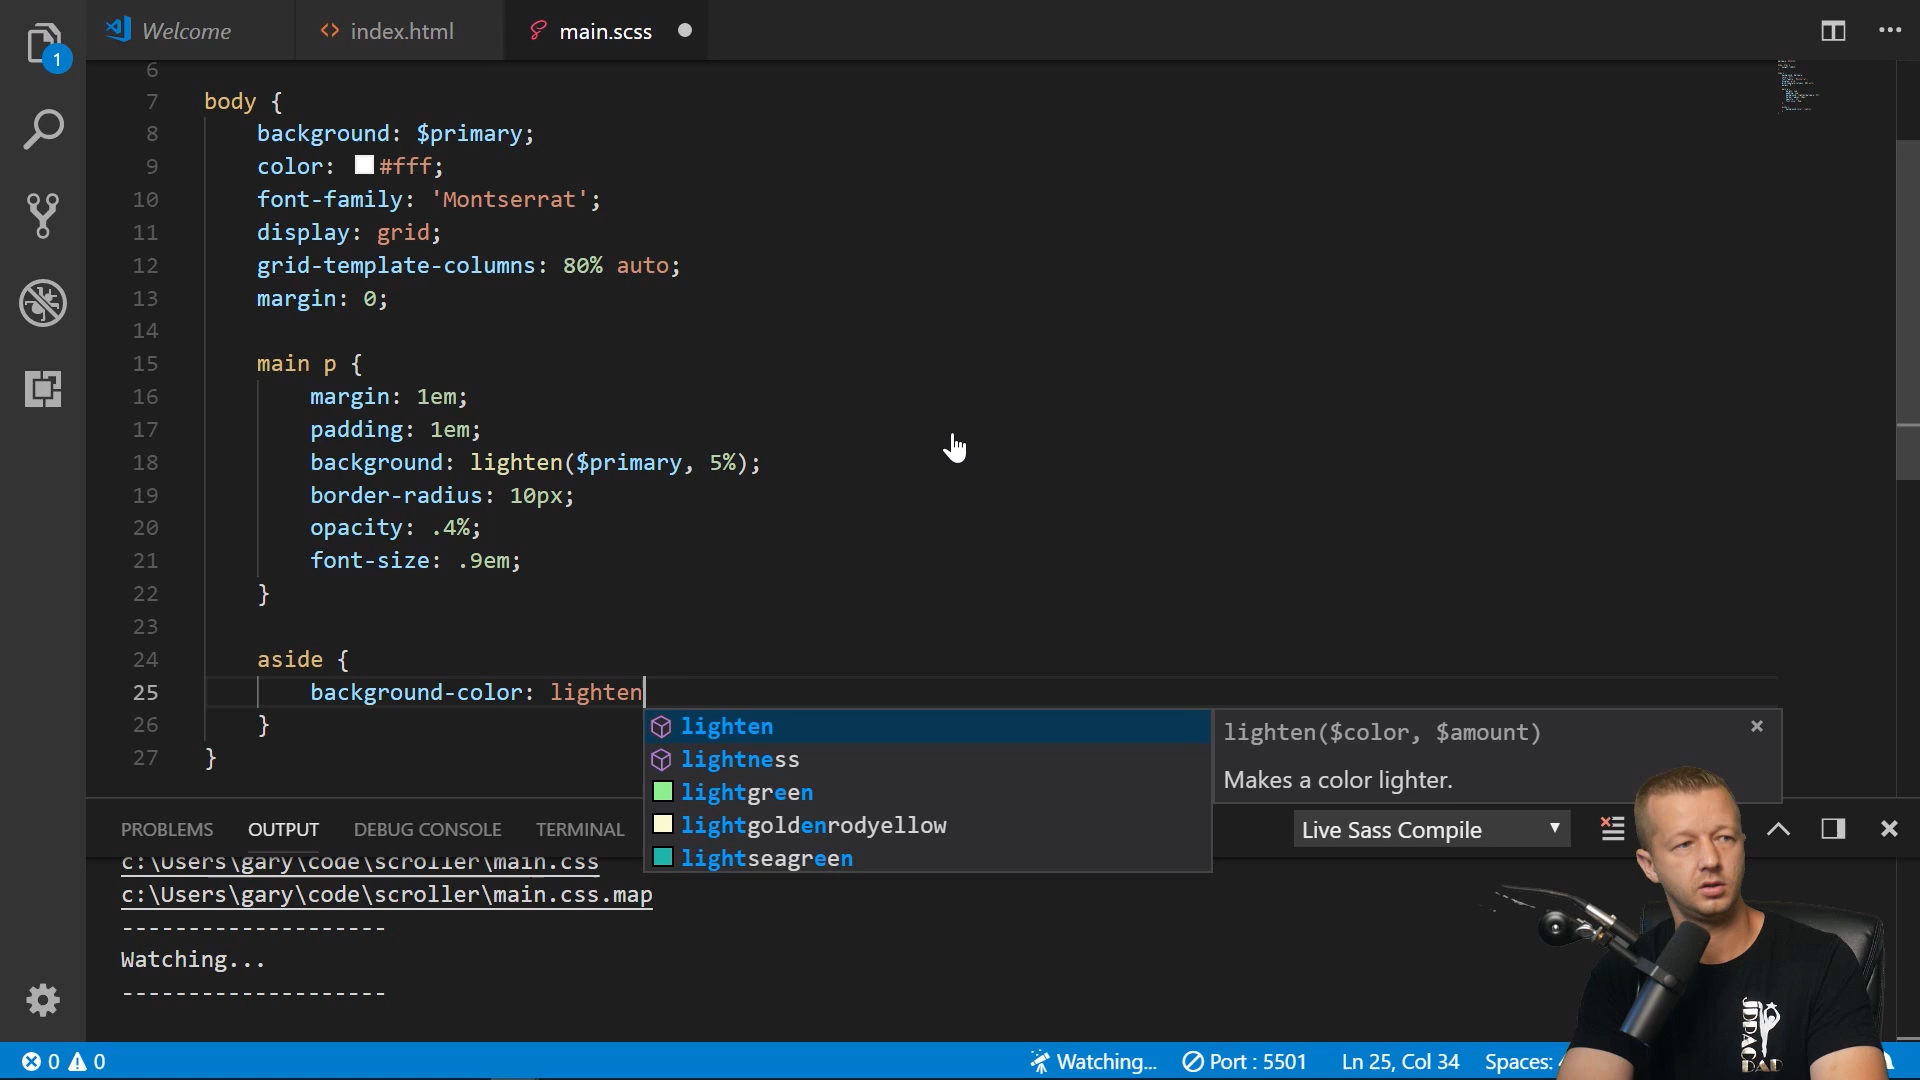 Welcome
index.html
main.scss
1
6
7 body {
8 background: $primary;
9 color: #fff;
10 font-family: 'Montserrat';
11 display: grid;
12 grid-template-columns: 80% auto;
13 margin: 0;
14
15 main p {
16 margin: 1em;
17 padding: 1em;
18 background: lighten($primary, 5%);
19 border-radius: 10px;
20 opacity: .4%;
21 font-size: .9em;
22 }
23
24 aside {
25 background-color: lighten
26 }
27 }
lighten
lightness
lightgreen
lightgoldenrodyellow
lightseagreen
lighten($color, $amount)
Makes a color lighter.
PROBLEMS OUTPUT DEBUG CONSOLE TERMINAL
Live Sass Compile
c:\Users\gary\code\scroller\main.css
c:\Users\gary\code\scroller\main.css.map
--------------------
Watching...
--------------------
0 0
Watching...
Port : 5501
Ln 25, Col 34
Spaces: